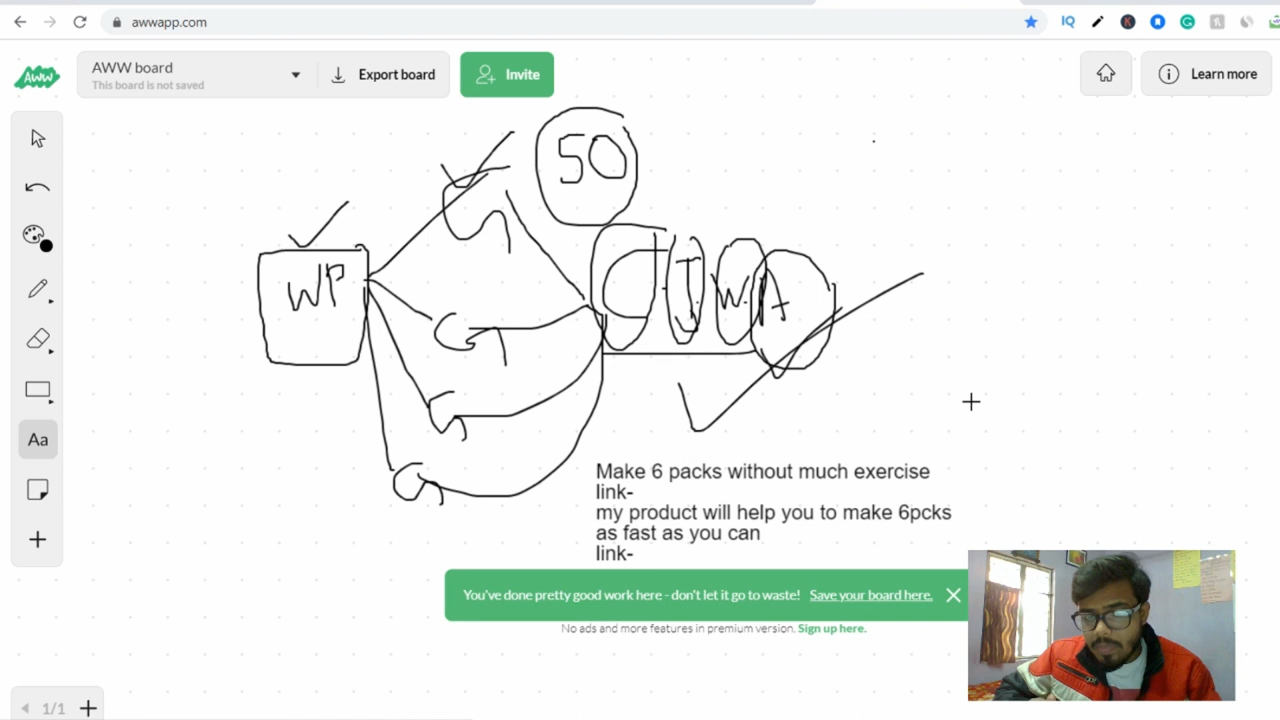 awwapp.com
IQ
K
AWW
AWW board
This board is not saved
Export board
Invite
Learn more
50
WP
G
G
G
G
C I W A
Aa
Make 6 packs without much exercise
link-
my product will help you to make 6pcks
as fast as you can
link-
You've done pretty good work here - don't let it go to waste! Save your board here.
No ads and more features in premium version. Sign up here.
1/1